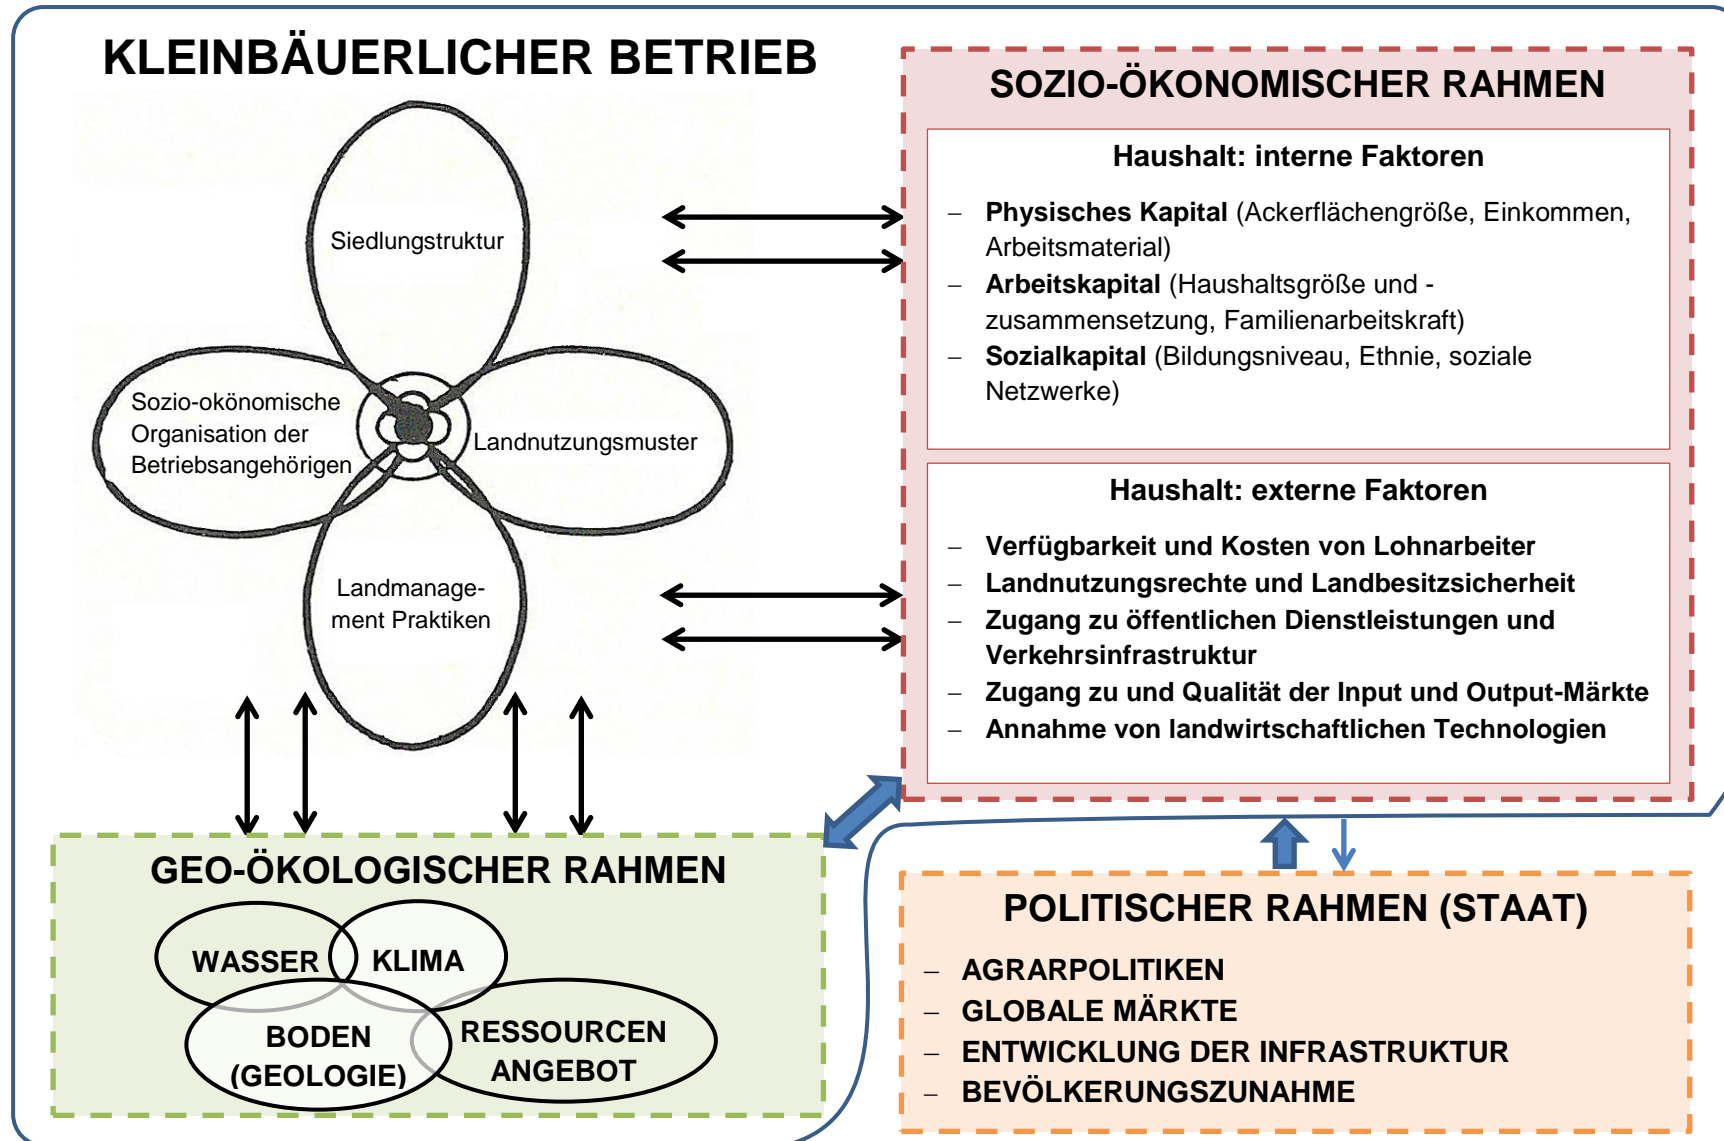 KLEINBÄUERLICHER BETRIEB
Siedlungstruktur
Sozio-okönomische
Organisation der
Betriebsangehörigen
Landnutzungsmuster
Landmanage-
ment Praktiken
SOZIO-ÖKONOMISCHER RAHMEN
Haushalt: interne Faktoren
– Physisches Kapital (Ackerflächengröße, Einkommen,
Arbeitsmaterial)
– Arbeitskapital (Haushaltsgröße und -
zusammensetzung, Familienarbeitskraft)
– Sozialkapital (Bildungsniveau, Ethnie, soziale
Netzwerke)
Haushalt: externe Faktoren
– Verfügbarkeit und Kosten von Lohnarbeiter
– Landnutzungsrechte und Landbesitzsicherheit
– Zugang zu öffentlichen Dienstleistungen und
Verkehrsinfrastruktur
– Zugang zu und Qualität der Input und Output-Märkte
– Annahme von landwirtschaftlichen Technologien
GEO-ÖKOLOGISCHER RAHMEN
WASSER
KLIMA
BODEN
(GEOLOGIE)
RESSOURCEN
ANGEBOT
POLITISCHER RAHMEN (STAAT)
– AGRARPOLITIKEN
– GLOBALE MÄRKTE
– ENTWICKLUNG DER INFRASTRUKTUR
– BEVÖLKERUNGSZUNAHME